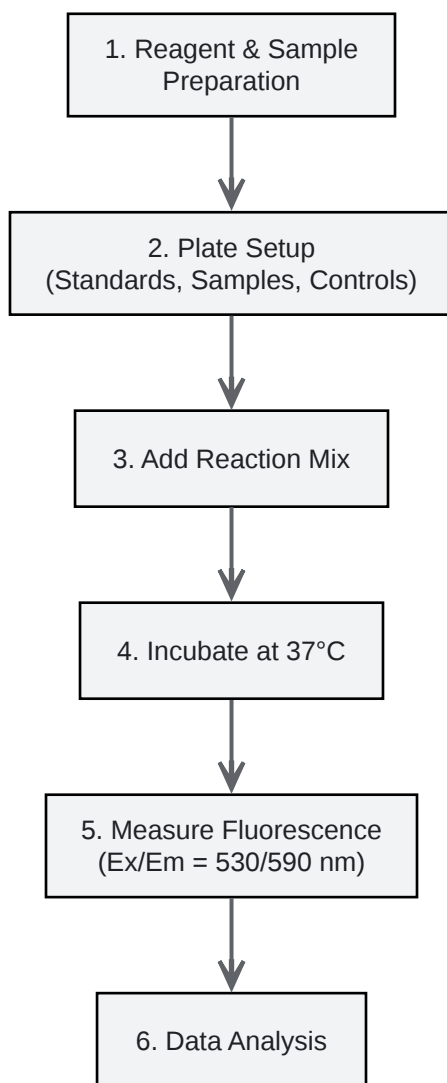 1. Reagent & Sample
Preparation
2. Plate Setup
(Standards, Samples, Controls)
3. Add Reaction Mix
4. Incubate at 37°C
5. Measure Fluorescence
(Ex/Em = 530/590 nm)
6. Data Analysis